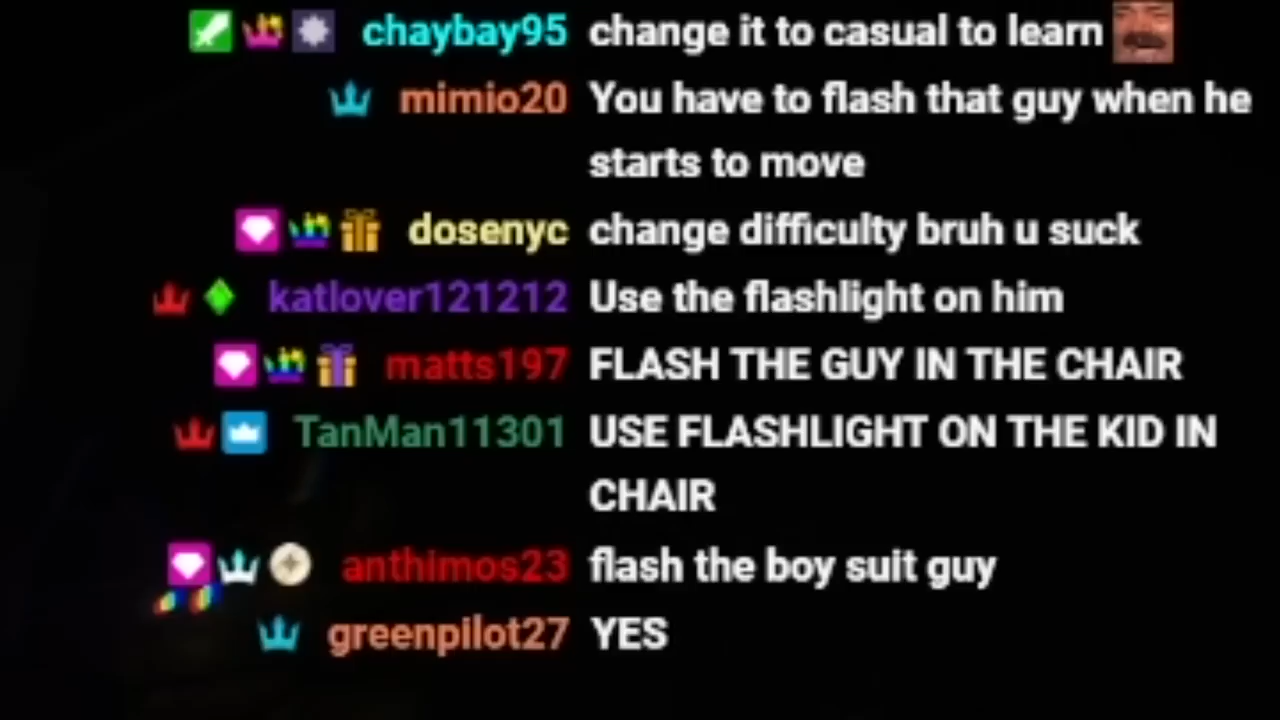 chaybay95 change it to casual to learn
mimio20 You have to flash that guy when he
starts to move
dosenyc change difficulty bruh u suck
katlover121212 Use the flashlight on him
matts197 FLASH THE GUY IN THE CHAIR
TanMan11301 USE FLASHLIGHT ON THE KID IN
CHAIR
anthimos23 flash the boy suit guy
greenpilot27 YES